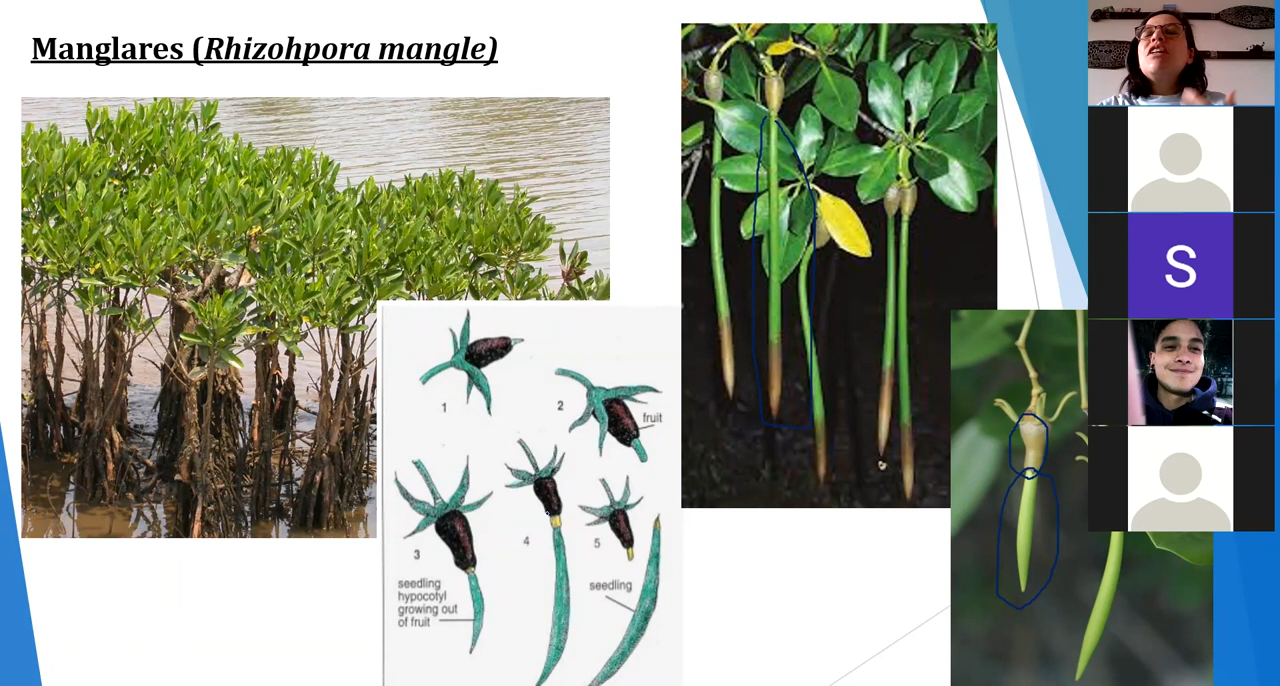 Manglares (Rhizohpora mangle)
1
2
fruit
3
4
5
seedling
hypocotyl
growing out
of fruit
seedling
S